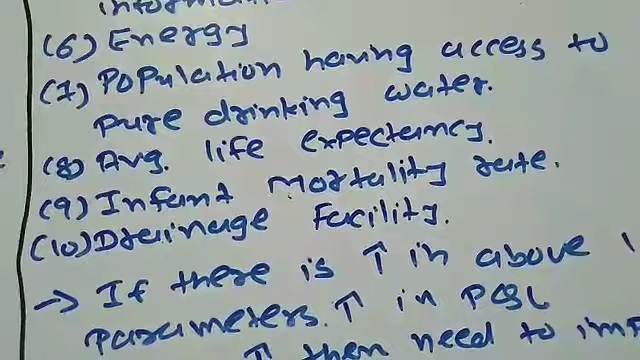 (6) Energy
(7) Population having access to
pure drinking water.
(8) Avg. life expectancy.
(9) Infant mortality rate.
(10) Drainage Facility.
→ If there is ↑ in above
parameters. ↑ in PQL
↑ then need to